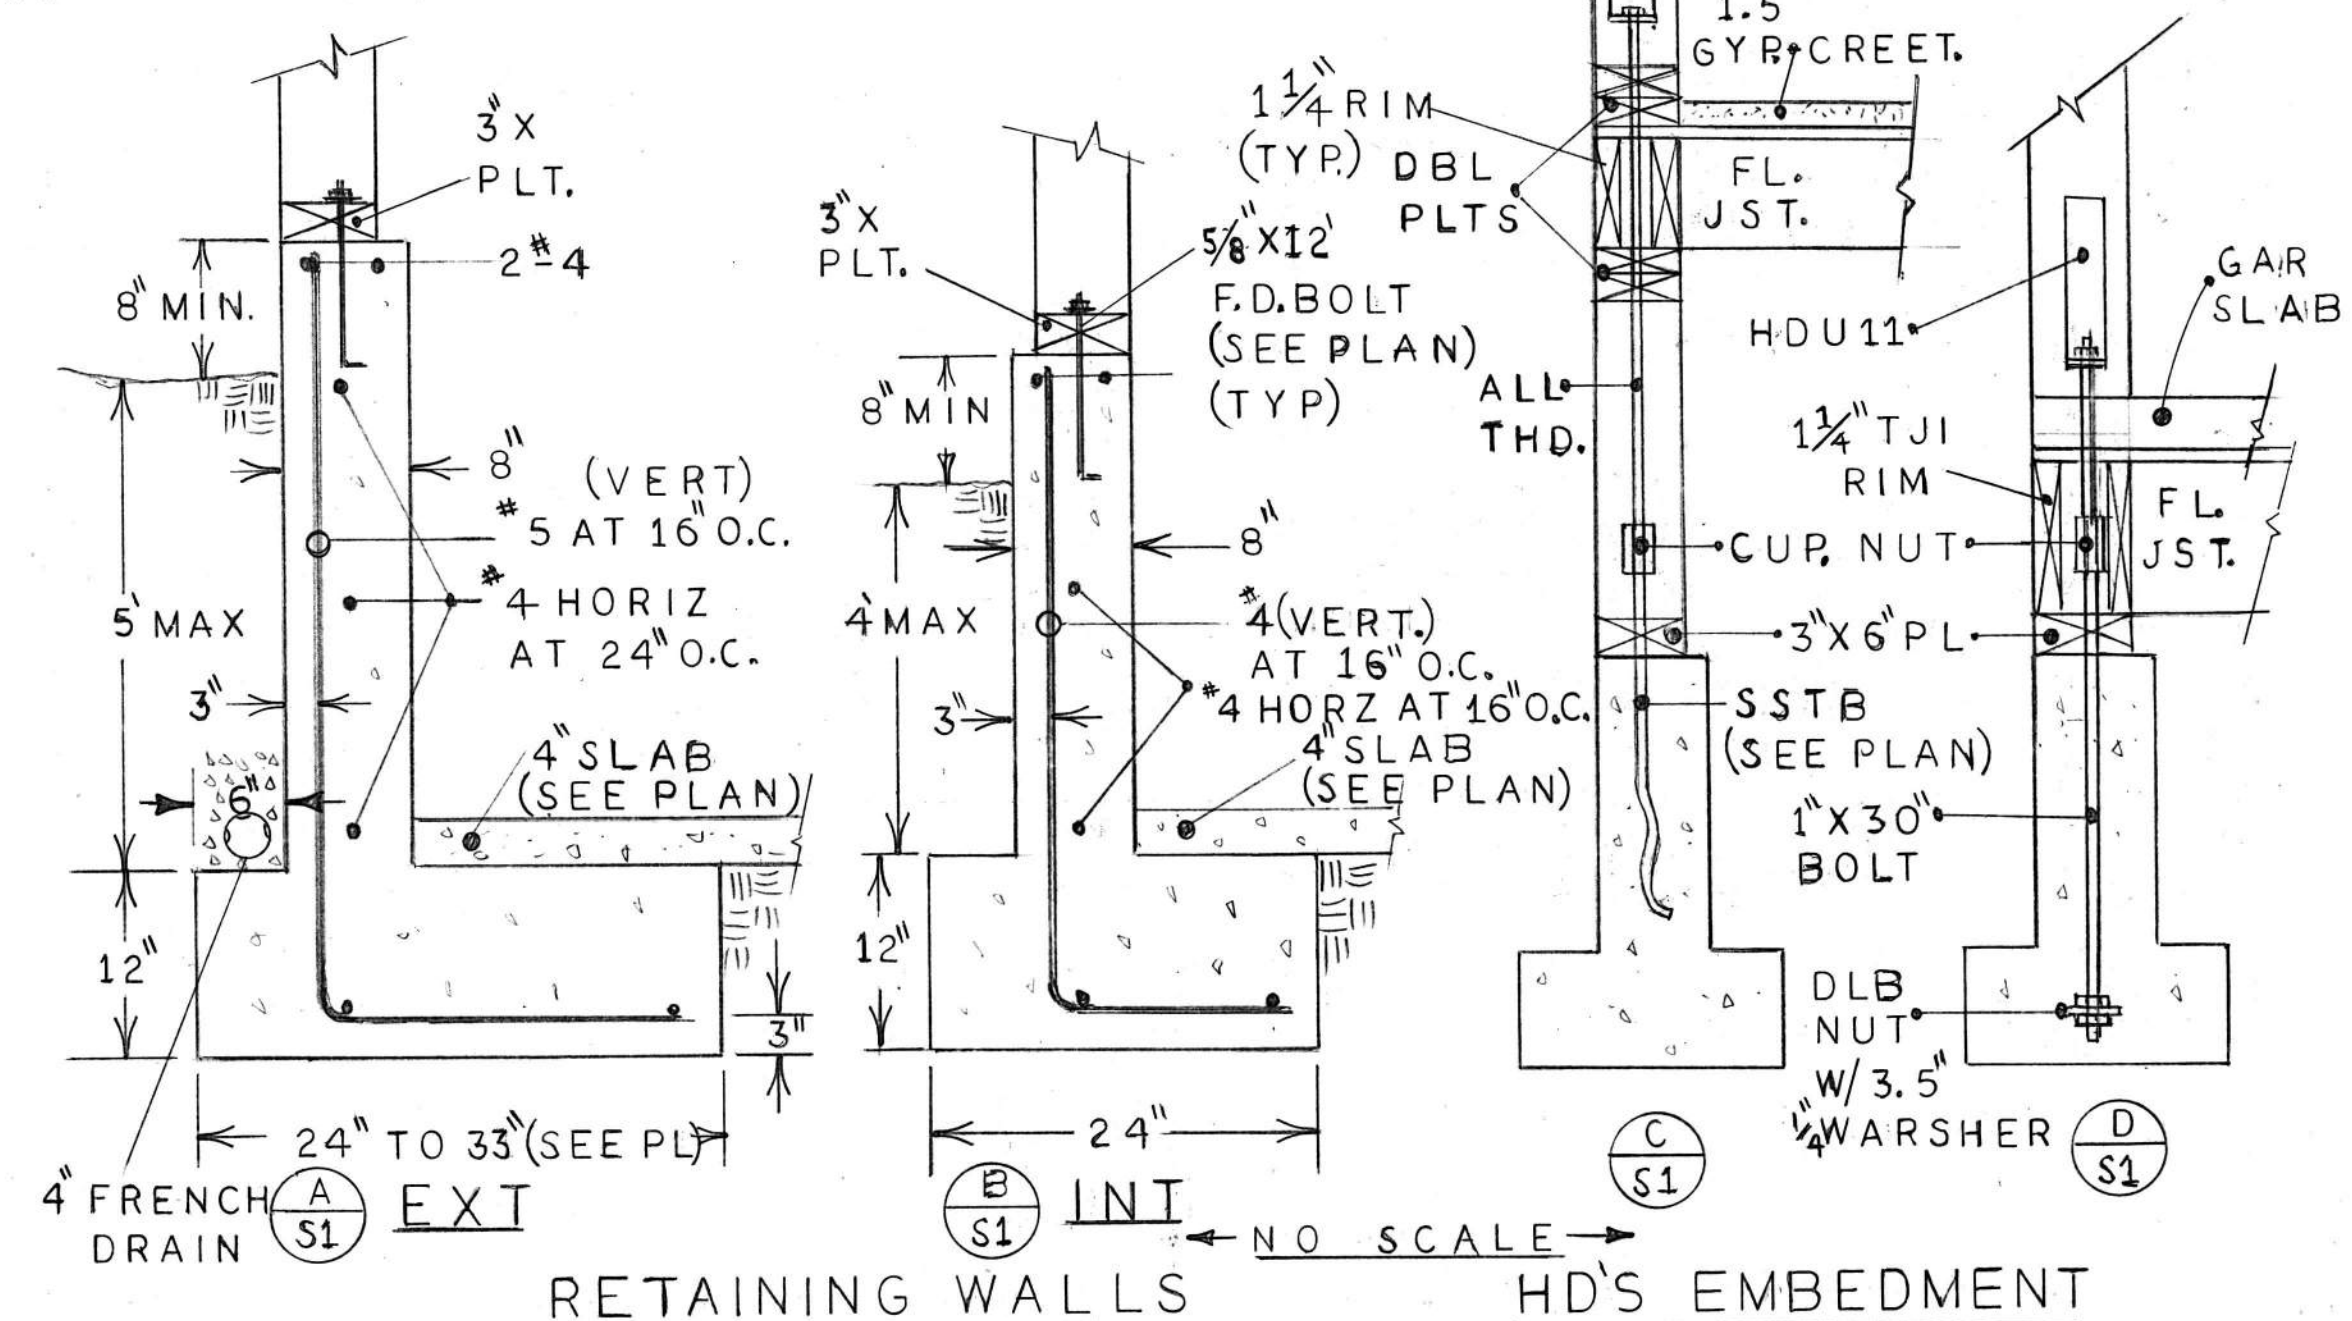 3" X
PLT.
2 #4
8" MIN.
8"
(VERT)
#5 AT 16" O.C.
#4 HORIZ
AT 24" O.C.
5' MAX
3"
6"
4" SLAB
(SEE PLAN)
12"
3"
24" TO 33" (SEE PL)
4" FRENCH
DRAIN
A
S1
EXT
3" X
PLT.
5/8" X12'
F.D. BOLT
(SEE PLAN)
(TYP)
8" MIN
8"
4' MAX
#4 (VERT.)
AT 16" O.C.
#4 HORZ AT 16" O.C.
3"
4" SLAB
(SEE PLAN)
12"
24"
B
S1
INT
RETAINING WALLS
NO SCALE
1.5
GYP. CREET.
1 1/4" RIM
(TYP.)
DBL
PLTS
FL.
JST.
ALL
THD.
CUP. NUT
3" X 6" PL
SSTB
(SEE PLAN)
C
S1
HDU11
GAR
SLAB
1 1/4" TJI
RIM
FL.
JST.
1" X 30"
BOLT
DLB
NUT
W/ 3.5"
1/4" WARSHER
D
S1
HD'S EMBEDMENT